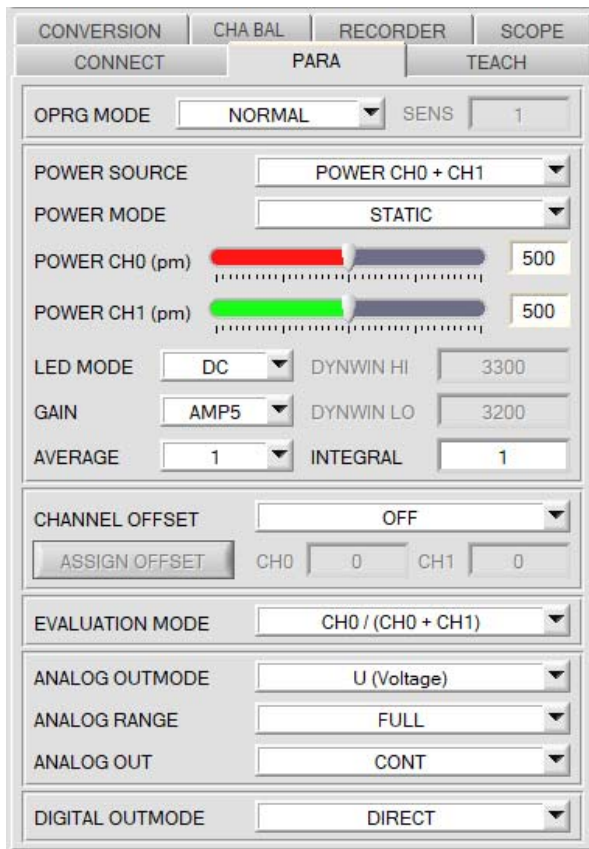 CONVERSION CHA BAL RECORDER SCOPE
CONNECT PARA TEACH
OPRG MODE NORMAL SENS 1
POWER SOURCE POWER CH0 + CH1
POWER MODE STATIC
POWER CH0 (pm) 500
POWER CH1 (pm) 500
LED MODE DC DYNWIN HI 3300
GAIN AMP5 DYNWIN LO 3200
AVERAGE 1 INTEGRAL 1
CHANNEL OFFSET OFF
ASSIGN OFFSET CH0 0 CH1 0
EVALUATION MODE CH0 / (CH0 + CH1)
ANALOG OUTMODE U (Voltage)
ANALOG RANGE FULL
ANALOG OUT CONT
DIGITAL OUTMODE DIRECT